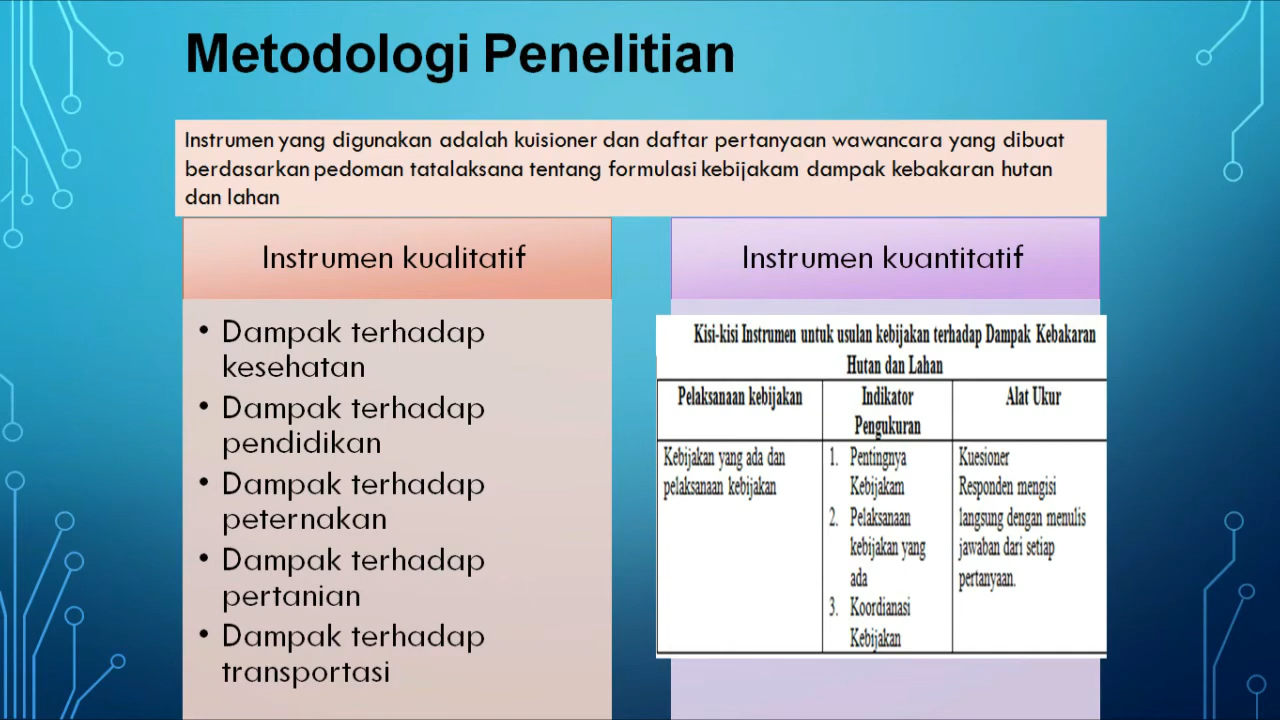 Metodologi Penelitian
Instrumen yang digunakan adalah kuisioner dan daftar pertanyaan wawancara yang dibuat
berdasarkan pedoman tatalaksana tentang formulasi kebijakam dampak kebakaran hutan
dan lahan
Instrumen kualitatif
• Dampak terhadap
kesehatan
• Dampak terhadap
pendidikan
• Dampak terhadap
peternakan
• Dampak terhadap
pertanian
• Dampak terhadap
transportasi
Instrumen kuantitatif
Kisi-kisi Instrumen untuk usulan kebijakan terhadap Dampak Kebakaran
Hutan dan Lahan
Pelaksanaan kebijakan
Indikator
Pengukuran
Alat Ukur
Kebijakan yang ada dan
pelaksanaan kebijakan
1. Pentingnya
Kebijakam
2. Pelaksanaan
kebijakan yang
ada
3. Koordianasi
Kebijakan
Kuesioner
Responden mengisi
langsung dengan menulis
jawaban dari setiap
pertanyaan.